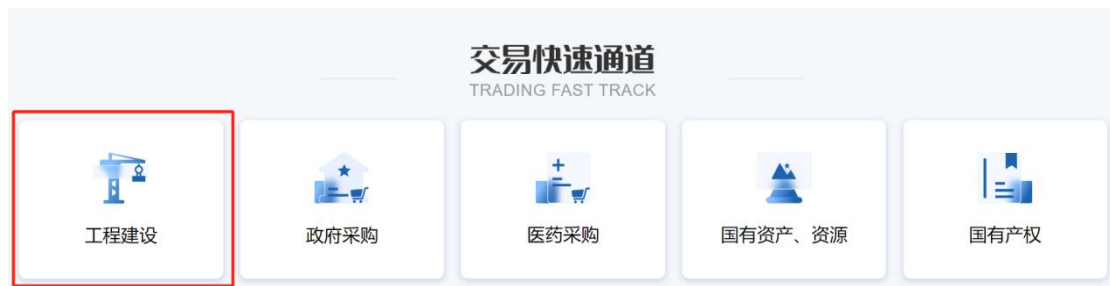 交易快速通道
TRADING FAST TRACK
工程建设
政府采购
医药采购
国有资产、资源
国有产权